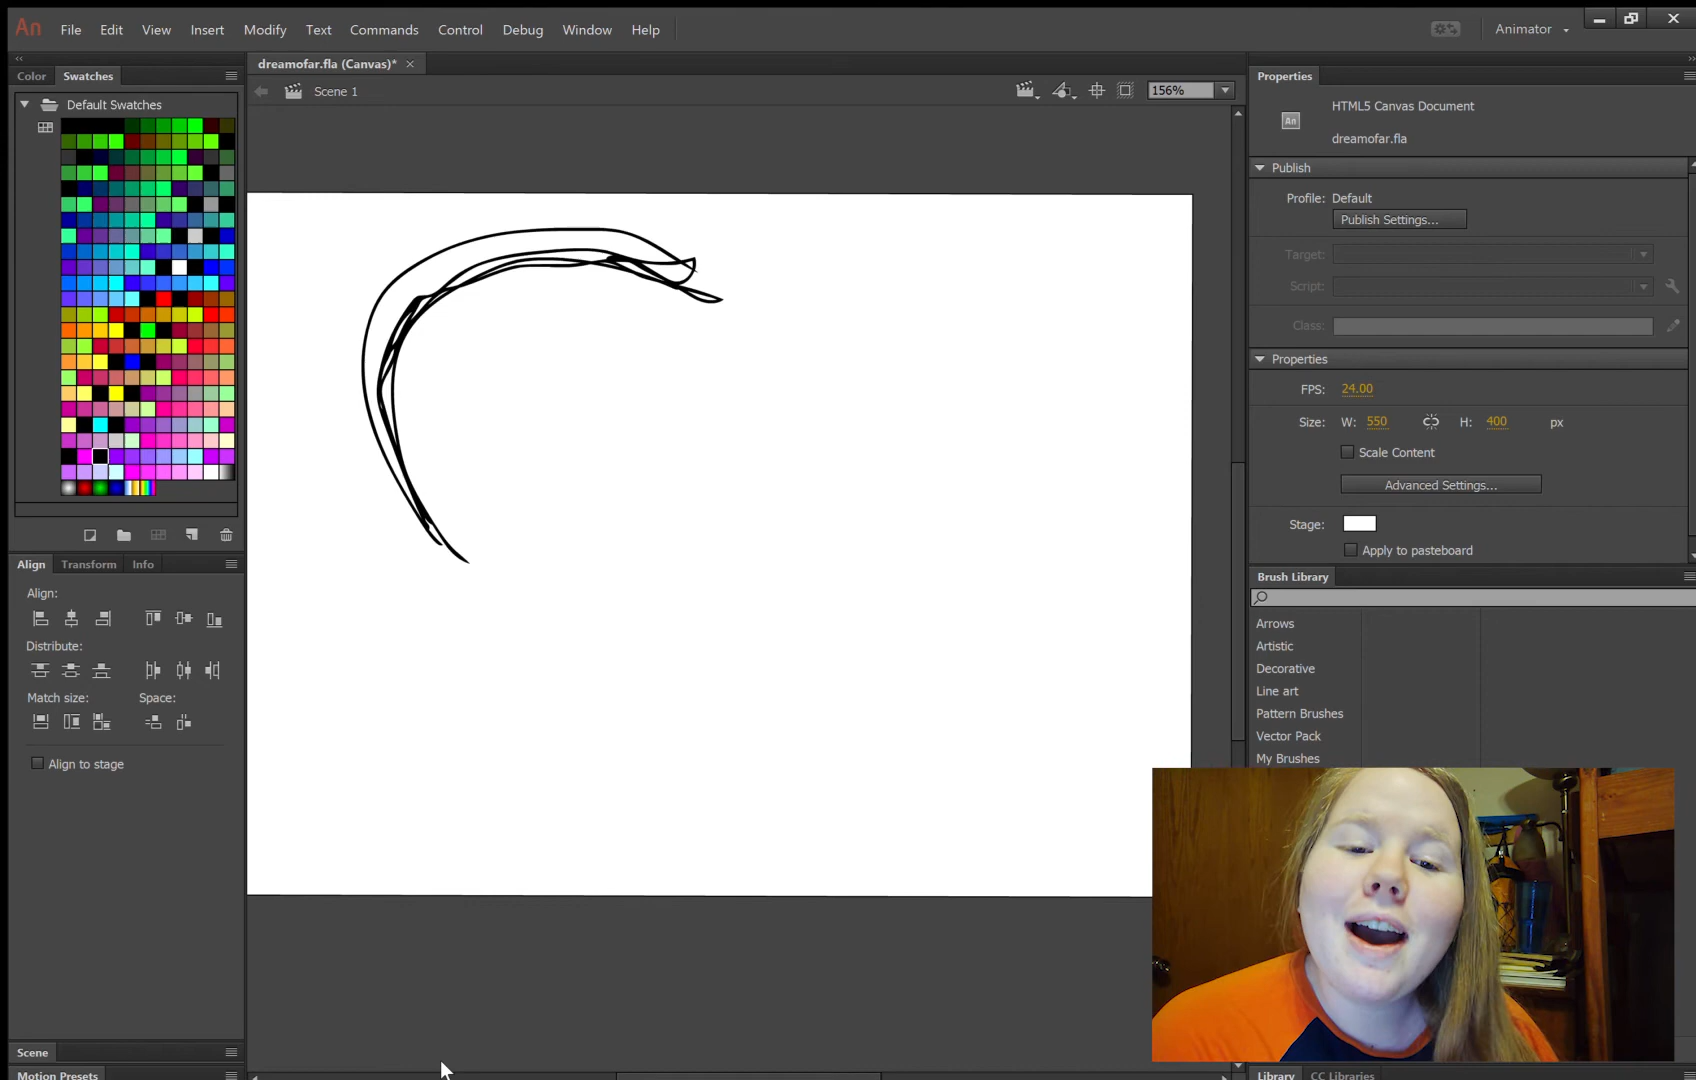 An File Edit View Insert Modify Text Commands Control Debug Window Help Animator
Color Swatches
dreamofar.fla (Canvas)* ×
Properties
Scene 1
156%
Default Swatches
HTML5 Canvas Document
An
dreamofar.fla
Publish
Profile: Default
Publish Settings...
Target:
Script:
Class:
Properties
FPS: 24.00
Size: W: 550 H: 400 px
Scale Content
Advanced Settings...
Stage:
Apply to pasteboard
Brush Library
Arrows
Artistic
Decorative
Line art
Pattern Brushes
Vector Pack
My Brushes
Align Transform Info
Align:
Distribute:
Match size: Space:
Align to stage
Scene
Motion Presets
Library CC Libraries